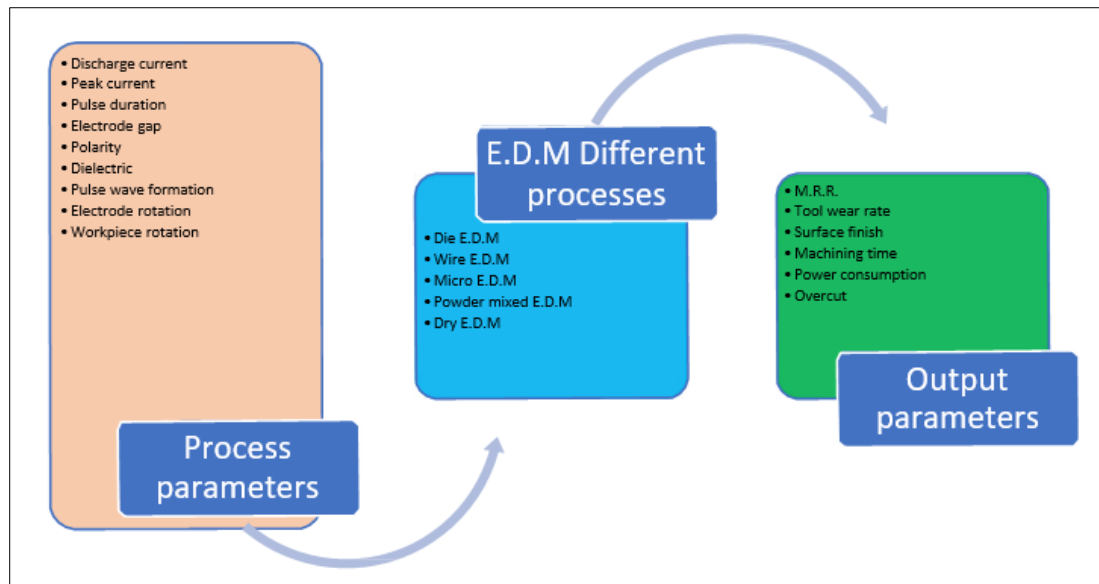 • Discharge current
• Peak current
• Pulse duration
• Electrode gap
• Polarity
• Dielectric
• Pulse wave formation
• Electrode rotation
• Workpiece rotation
Process
parameters
E.D.M Different
processes
• Die E.D.M
• Wire E.D.M
• Micro E.D.M
• Powder mixed E.D.M
• Dry E.D.M
• M.R.R.
• Tool wear rate
• Surface finish
• Machining time
• Power consumption
• Overcut
Output
parameters